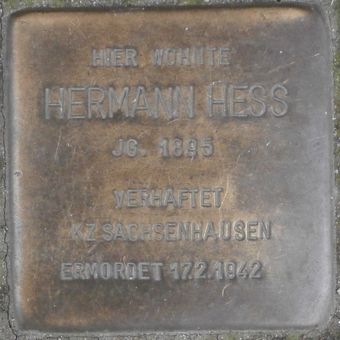 HIER WOHNTE
HERMANN HESS
JG. 1895
VERHAFTET
KZ SACHSENHAUSEN
ERMORDET 17.2.1942